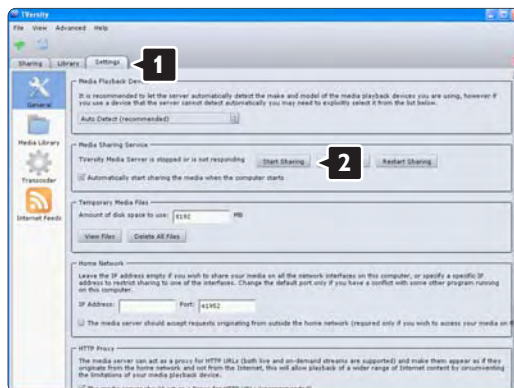 TVersity
File View Advanced Help
Sharing Library Settings
1
General
Media Library
Transcoder
Internet Feeds
Media Playback
It is recommended to let the server automatically detect the make and model of the media playback devices you are using, however if
you use a device that the server cannot detect automatically you may need to explicitly select it from the list below.
Auto Detect (recommended)
Media Sharing Service
TVersity Media Server is stopped or is not responding Start Sharing Restart Sharing
2
Automatically start sharing the media when the computer starts
Temporary Media Files
Amount of disk space to use: 8192 MB
View Files Delete All Files
Home Network
Leave the IP address empty if you wish to share your media on all the network interfaces on this computer, or specify a specific IP
address to restrict sharing to one of the interfaces. Change the default port only if you have a conflict with some other program running
on this computer.
IP Address: Port: 41952
The media server should accept requests originating from outside the home network (required only if you wish to access your media on
HTTP Proxy
The media server can act as a proxy for HTTP URLs (both live and on-demand streams are supported) and make them appear as if they
originate from the home network and not from the Internet, this will allow playback of a wider range of Internet content by circumventing
the limitations of your media playback device.